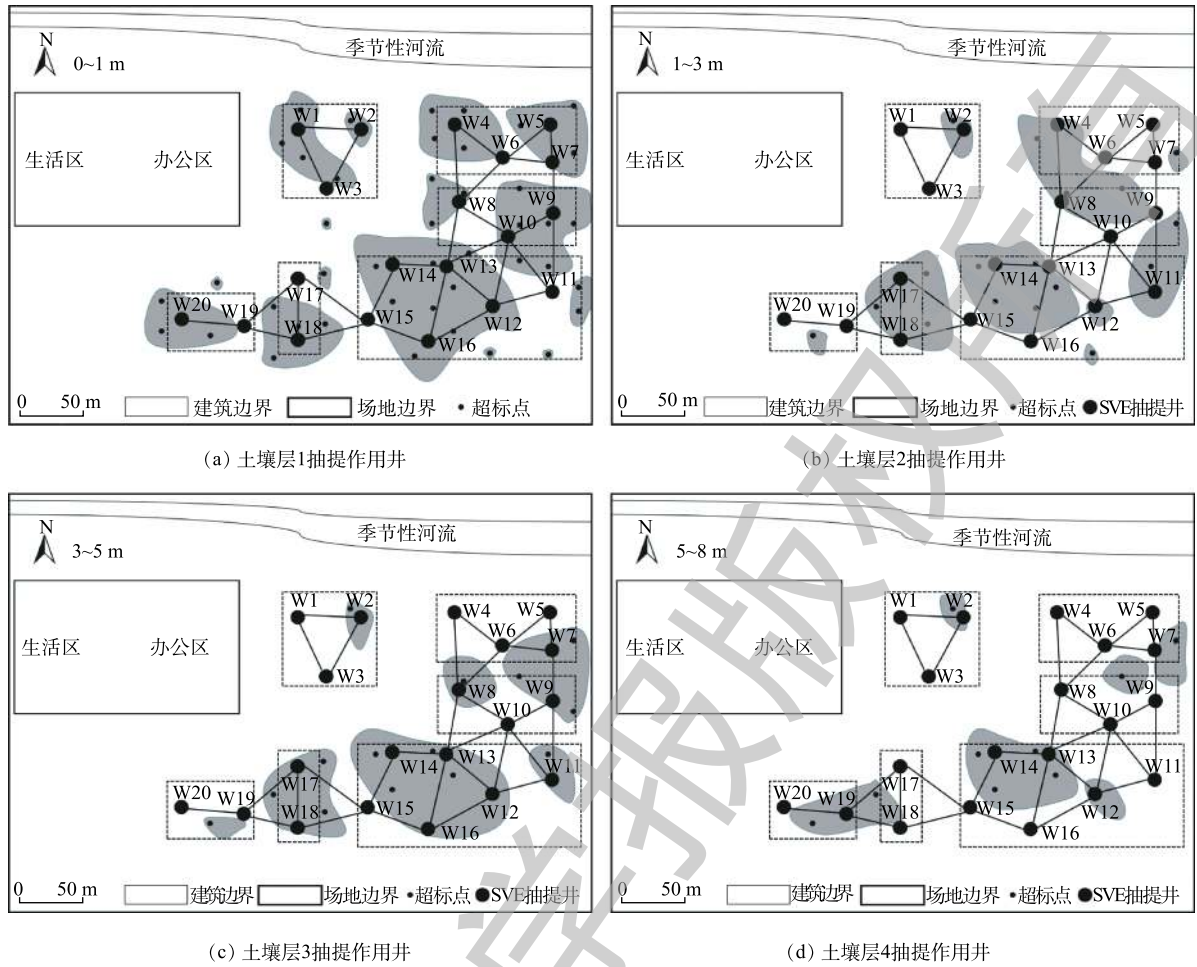 季节性河流
N
0~1 m
W1 W2 W4 W5
生活区 办公区 W6 W7
W3
W8 W9
W10
W14 W13 W11
W17
W20 W19 W15 W12
W18
W16
0 50 m 建筑边界 场地边界 超标点
(a) 土壤层1抽提作用井
季节性河流
N
1~3 m
W1 W2 W4 W5
生活区 办公区 W6 W7
W3
W8 W9
W10
W14 W13 W11
W17
W20 W19 W15 W12
W18
W16
0 50 m 建筑边界 场地边界 超标点 SVE抽提井
(b) 土壤层2抽提作用井
季节性河流
N
3~5 m
W1 W2 W4 W5
生活区 办公区 W6 W7
W3
W8 W9
W10
W14 W13 W11
W17
W20 W19 W15 W12
W18
W16
0 50 m 建筑边界 场地边界 超标点 SVE抽提井
(c) 土壤层3抽提作用井
季节性河流
N
5~8 m
W1 W2 W4 W5
生活区 办公区 W6 W7
W3
W8 W9
W10
W14 W13 W11
W17
W20 W19 W15 W12
W18
W16
0 50 m 建筑边界 场地边界 超标点 SVE抽提井
(d) 土壤层4抽提作用井
学报版权所有